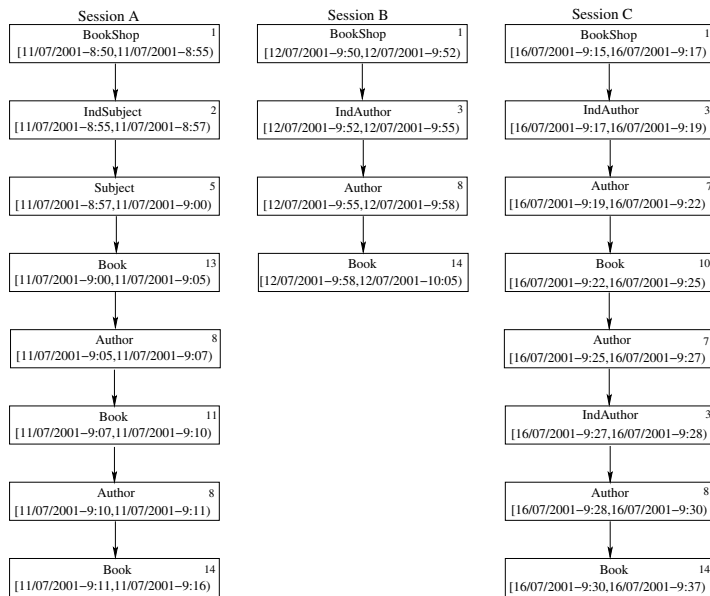 Session A
BookShop 1
[11/07/2001−8:50,11/07/2001−8:55)
IndSubject 2
[11/07/2001−8:55,11/07/2001−8:57)
Subject 5
[11/07/2001−8:57,11/07/2001−9:00)
Book 13
[11/07/2001−9:00,11/07/2001−9:05)
Author 8
[11/07/2001−9:05,11/07/2001−9:07)
Book 11
[11/07/2001−9:07,11/07/2001−9:10)
Author 8
[11/07/2001−9:10,11/07/2001−9:11)
Book 14
[11/07/2001−9:11,11/07/2001−9:16)
Session B
BookShop 1
[12/07/2001−9:50,12/07/2001−9:52)
IndAuthor 3
[12/07/2001−9:52,12/07/2001−9:55)
Author 8
[12/07/2001−9:55,12/07/2001−9:58)
Book 14
[12/07/2001−9:58,12/07/2001−10:05)
Session C
BookShop 1
[16/07/2001−9:15,16/07/2001−9:17)
IndAuthor 3
[16/07/2001−9:17,16/07/2001−9:19)
Author 7
[16/07/2001−9:19,16/07/2001−9:22)
Book 10
[16/07/2001−9:22,16/07/2001−9:25)
Author 7
[16/07/2001−9:25,16/07/2001−9:27)
IndAuthor 3
[16/07/2001−9:27,16/07/2001−9:28)
Author 8
[16/07/2001−9:28,16/07/2001−9:30)
Book 14
[16/07/2001−9:30,16/07/2001−9:37)